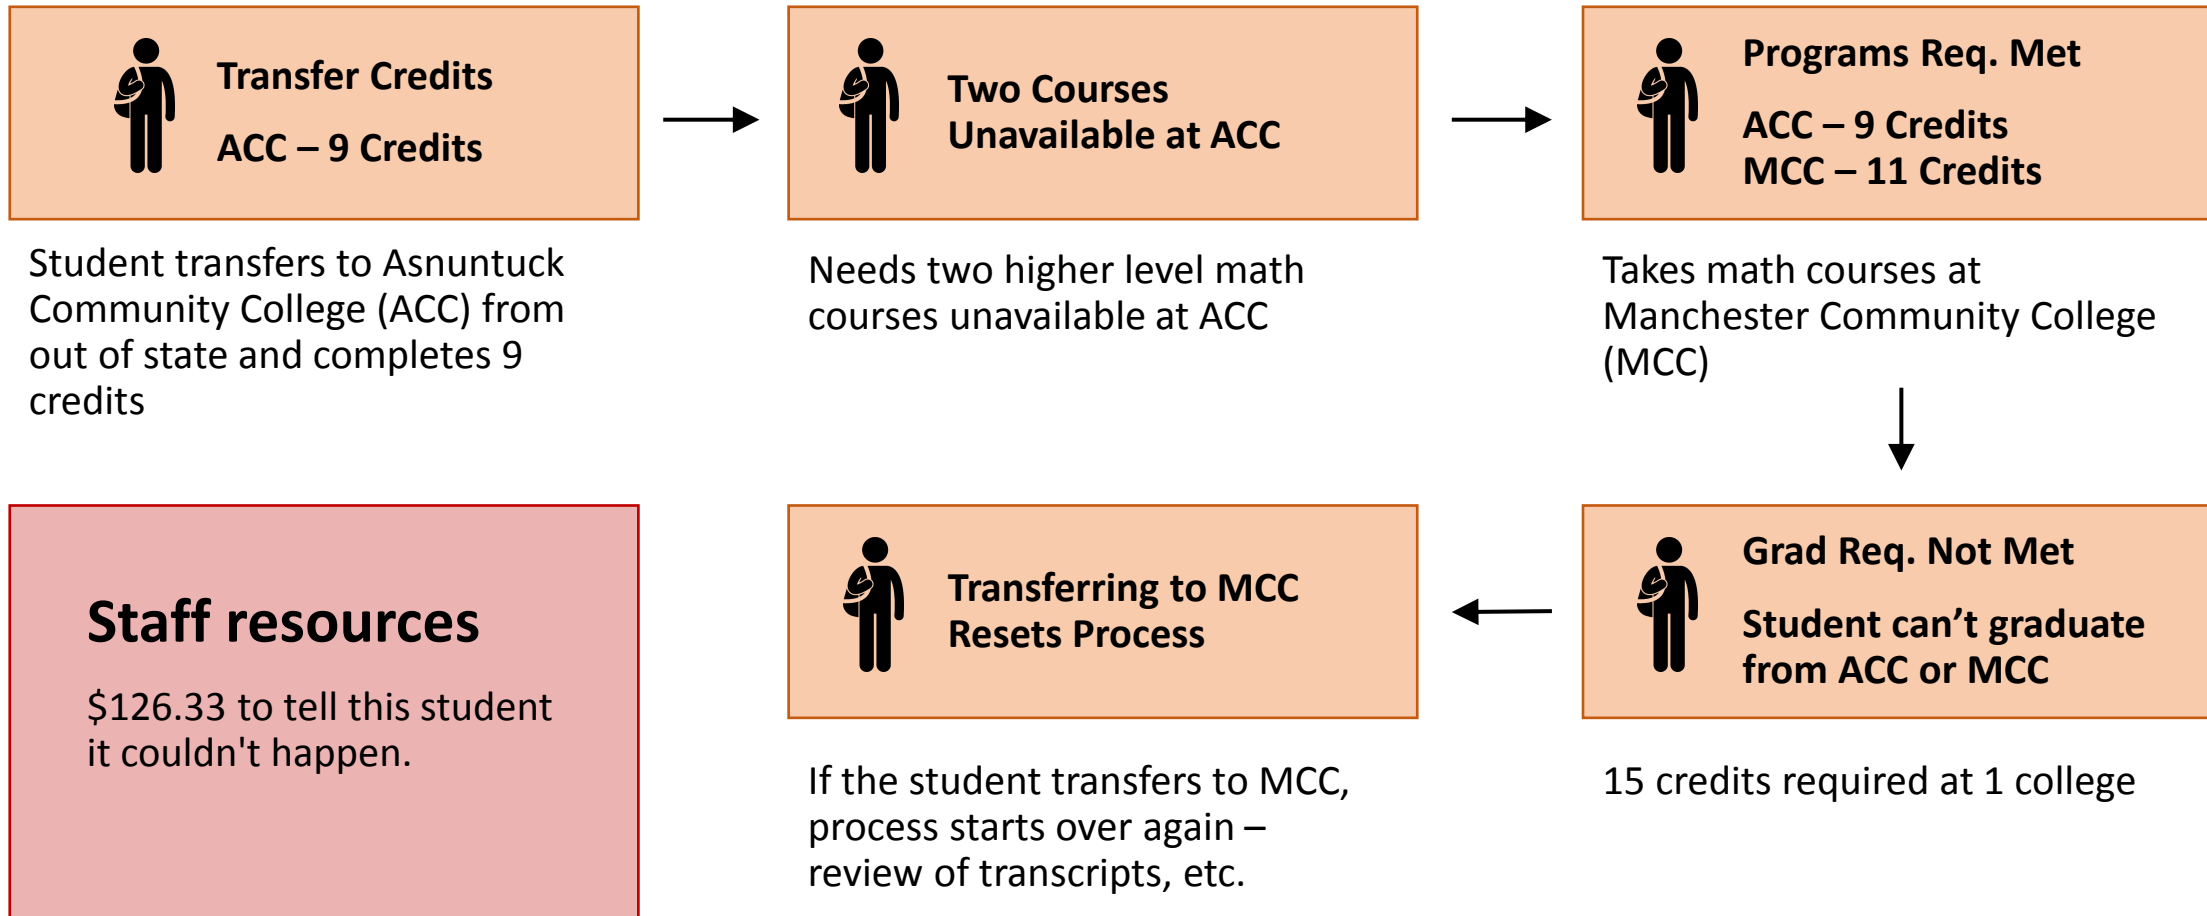 Transfer Credits
ACC – 9 Credits
Student transfers to Asnuntuck
Community College (ACC) from
out of state and completes 9
credits
Two Courses
Unavailable at ACC
Needs two higher level math
courses unavailable at ACC
Programs Req. Met
ACC – 9 Credits
MCC – 11 Credits
Takes math courses at
Manchester Community College
(MCC)
Grad Req. Not Met
Student can’t graduate
from ACC or MCC
15 credits required at 1 college
Transferring to MCC
Resets Process
If the student transfers to MCC,
process starts over again –
review of transcripts, etc.
Staff resources
$126.33 to tell this student
it couldn't happen.